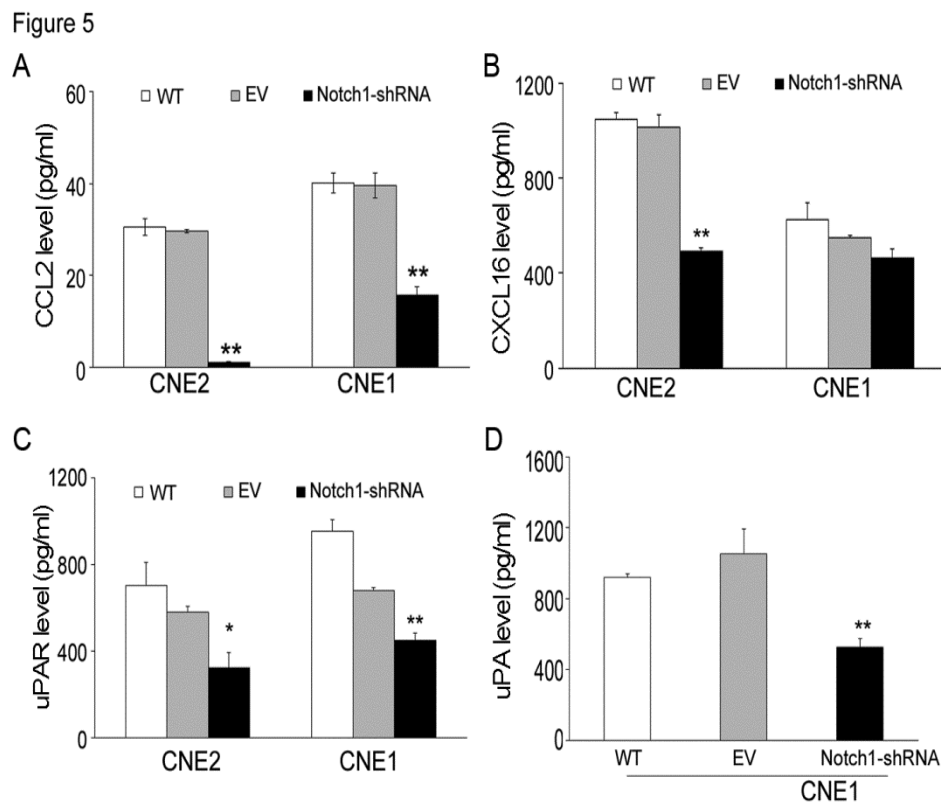 Figure 5
A
WT EV Notch1-shRNA
CCL2 level (pg/ml)
60
40
20
0
**
**
CNE2 CNE1
B
WT EV Notch1-shRNA
CXCL16 level (pg/ml)
1200
800
400
0
**
CNE2 CNE1
C
WT EV Notch1-shRNA
uPAR level (pg/ml)
1200
800
400
0
*
**
CNE2 CNE1
D
uPA level (pg/ml)
1600
1200
800
400
0
**
WT EV Notch1-shRNA
CNE1